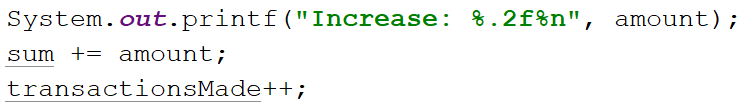 System.out.printf("Increase: %.2f%n", amount);
sum += amount;
transactionsMade++;